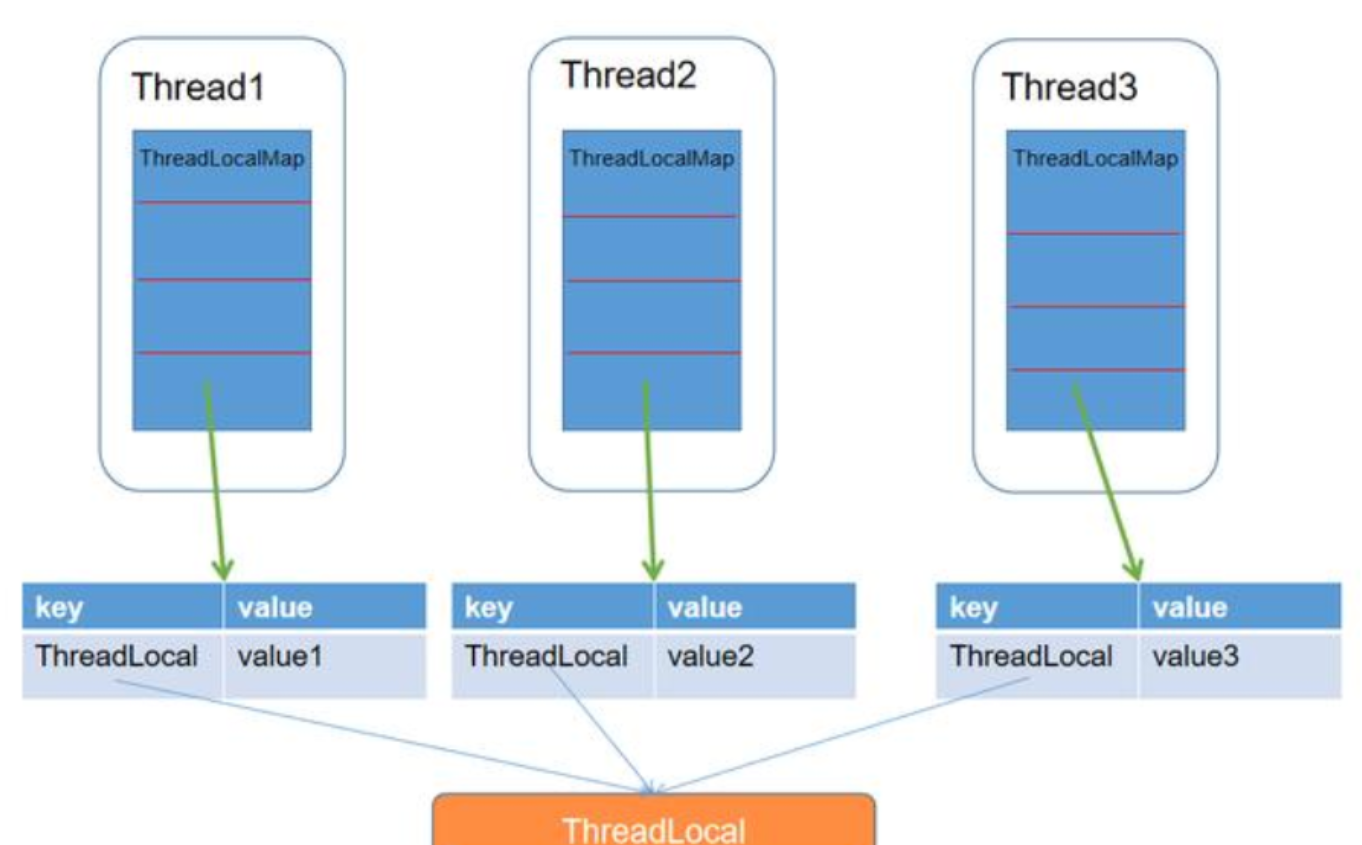 Thread1
Thread2
Thread3
ThreadLocalMap
ThreadLocalMap
ThreadLocalMap
key value
ThreadLocal value1
key value
ThreadLocal value2
key value
ThreadLocal value3
ThreadLocal